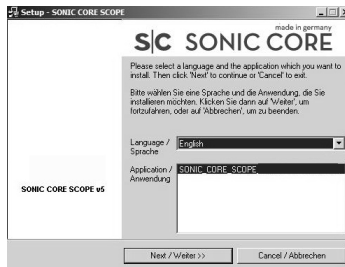 Setup - SONIC CORE SCOPE
made in germany
S|C SONIC CORE
Please select a language and the application which you want to
install. Then click 'Next' to continue or 'Cancel' to exit.
Bitte wählen Sie eine Sprache und die Anwendung, die Sie
installieren möchten. Klicken Sie dann auf 'Weiter', um
fortzufahren, oder auf 'Abbrechen', um zu beenden.
Language /
Sprache
English
Application /
Anwendung
SONIC_CORE_SCOPE
SONIC CORE SCOPE v5
Next / Weiter >>
Cancel / Abbrechen